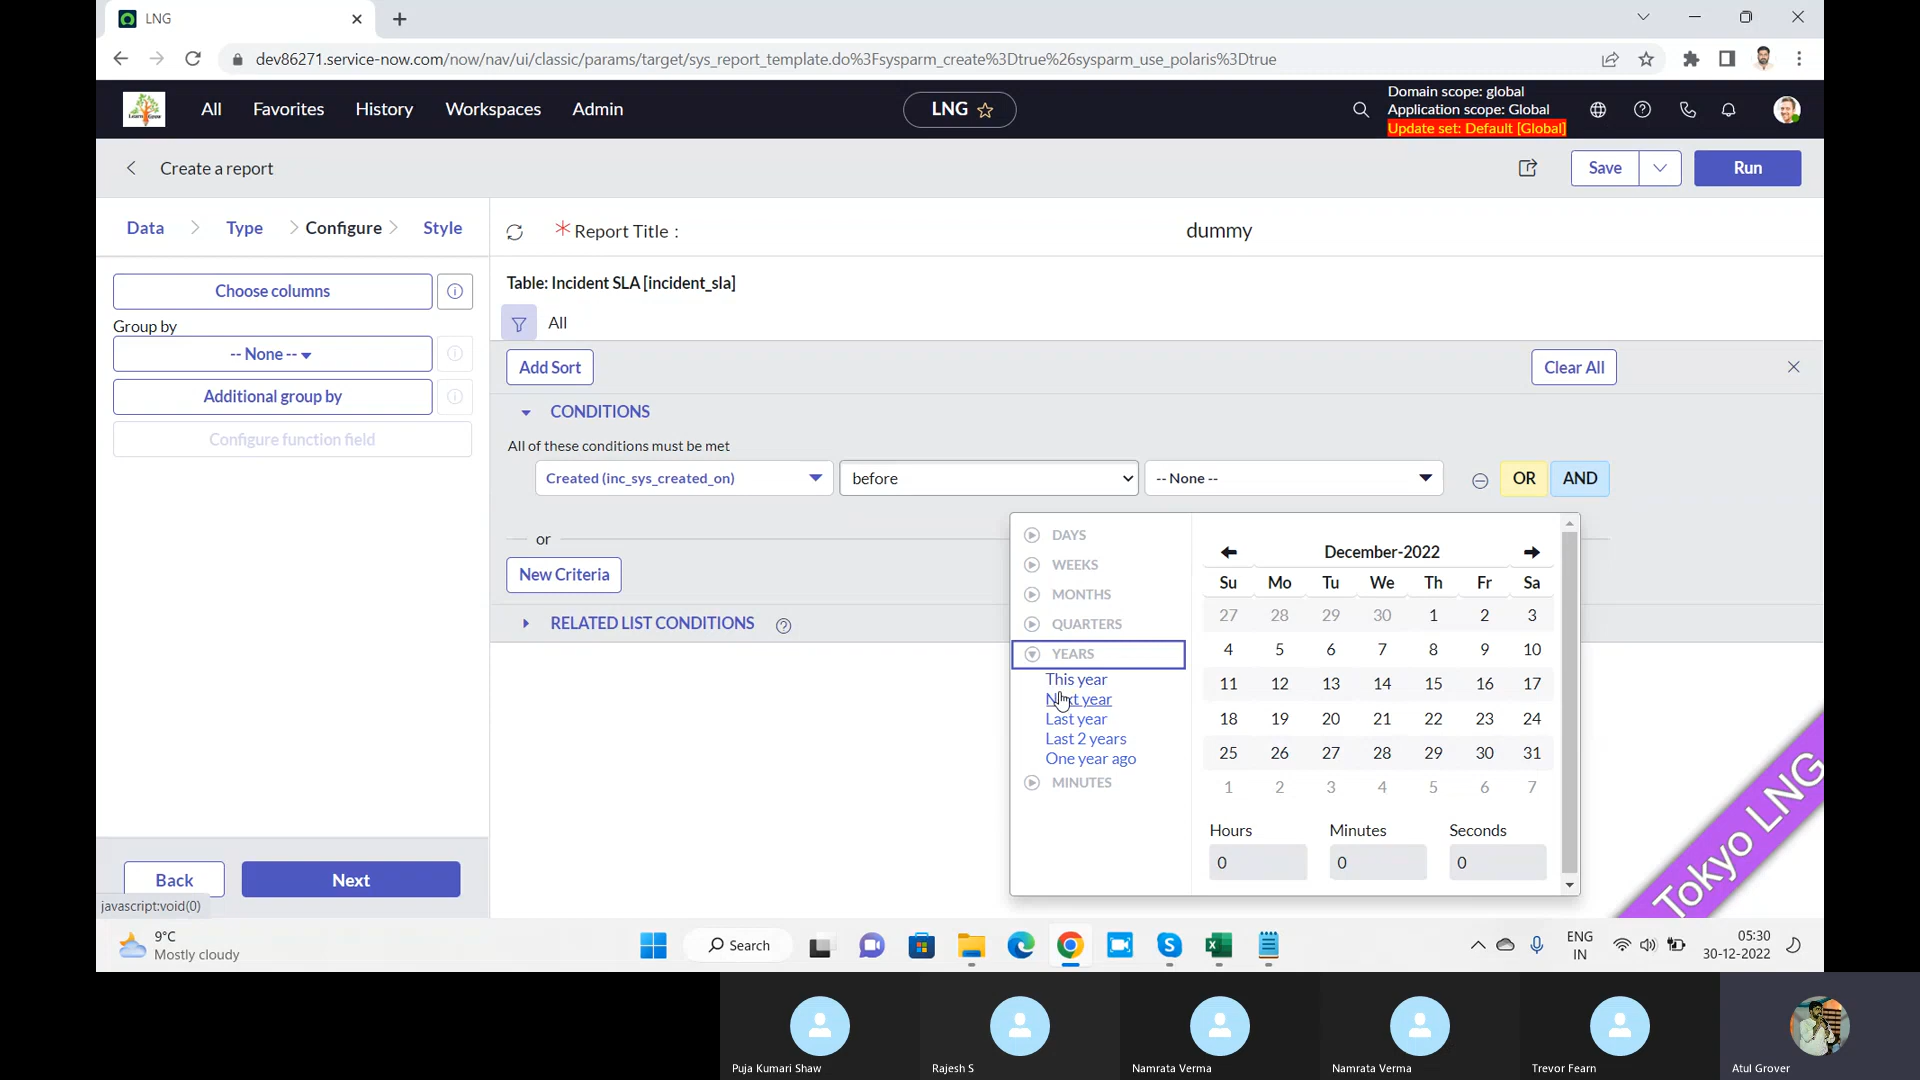 LNG
dev86271.service-now.com/now/nav/ui/classic/params/target/sys_report_template.do%3Fsysparm_create%3Dtrue%26sysparm_use_polaris%3Dtrue
All Favorites History Workspaces Admin
LNG
Domain scope: global
Application scope: Global
Update set: Default [Global]
Create a report
Save
Run
Data Type Configure Style
*Report Title :
dummy
Choose columns
Group by
-- None --
Additional group by
Configure function field
Table: Incident SLA [incident_sla]
All
Add Sort
Clear All
CONDITIONS
All of these conditions must be met
Created (inc_sys_created_on)
before
-- None --
OR AND
or
New Criteria
RELATED LIST CONDITIONS
DAYS
WEEKS
MONTHS
QUARTERS
YEARS
This year
Next year
Last year
Last 2 years
One year ago
MINUTES
December-2022
Su Mo Tu We Th Fr Sa
27 28 29 30 1 2 3
4 5 6 7 8 9 10
11 12 13 14 15 16 17
18 19 20 21 22 23 24
25 26 27 28 29 30 31
1 2 3 4 5 6 7
Hours Minutes Seconds
0 0 0
Tokyo LNG
Back
Next
javascript:void(0)
9°C
Mostly cloudy
Search
ENG
IN
05:30
30-12-2022
Puja Kumari Shaw
Rajesh S
Namrata Verma
Namrata Verma
Trevor Fearn
Atul Grover